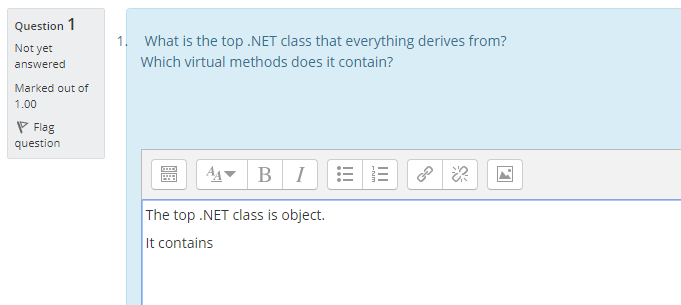 Question 1
Not yet
answered
Marked out of
1.00
Flag
question
1. What is the top .NET class that everything derives from?
Which virtual methods does it contain?
B I
The top .NET class is object.
It contains